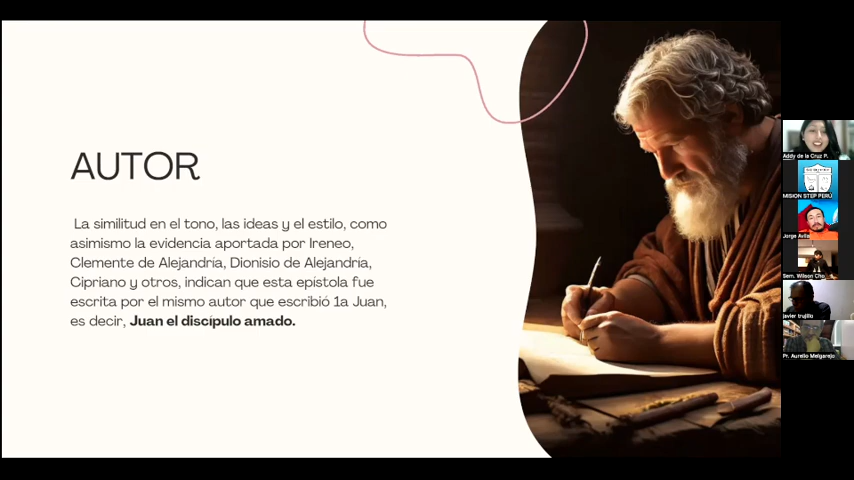 AUTOR
La similitud en el tono, las ideas y el estilo, como
asimismo la evidencia aportada por Ireneo,
Clemente de Alejandría, Dionisio de Alejandría,
Cipriano y otros, indican que esta epístola fue
escrita por el mismo autor que escribió 1a Juan,
es decir, Juan el discípulo amado.
Addy de la Cruz P.
MISION STEP PERÚ
Jorge Avila
Sem. Wilson Cho
javier trujillo
Pr. Aurelio Melgarejo